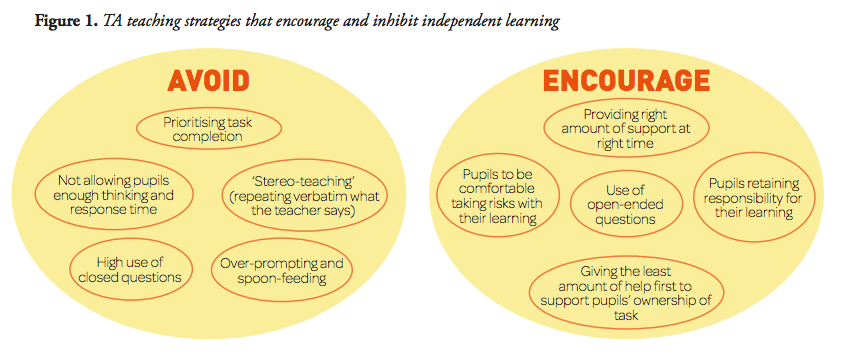 Figure 1. TA teaching strategies that encourage and inhibit independent learning
AVOID
Prioritising task
completion
Not allowing pupils
enough thinking and
response time
'Stereo-teaching'
(repeating verbatim what
the teacher says)
High use of
closed questions
Over-prompting and
spoon-feeding
ENCOURAGE
Providing right
amount of support at
right time
Pupils to be
comfortable
taking risks with
their learning
Use of
open-ended
questions
Pupils retaining
responsibility for
their learning
Giving the least
amount of help first to
support pupils' ownership of
task